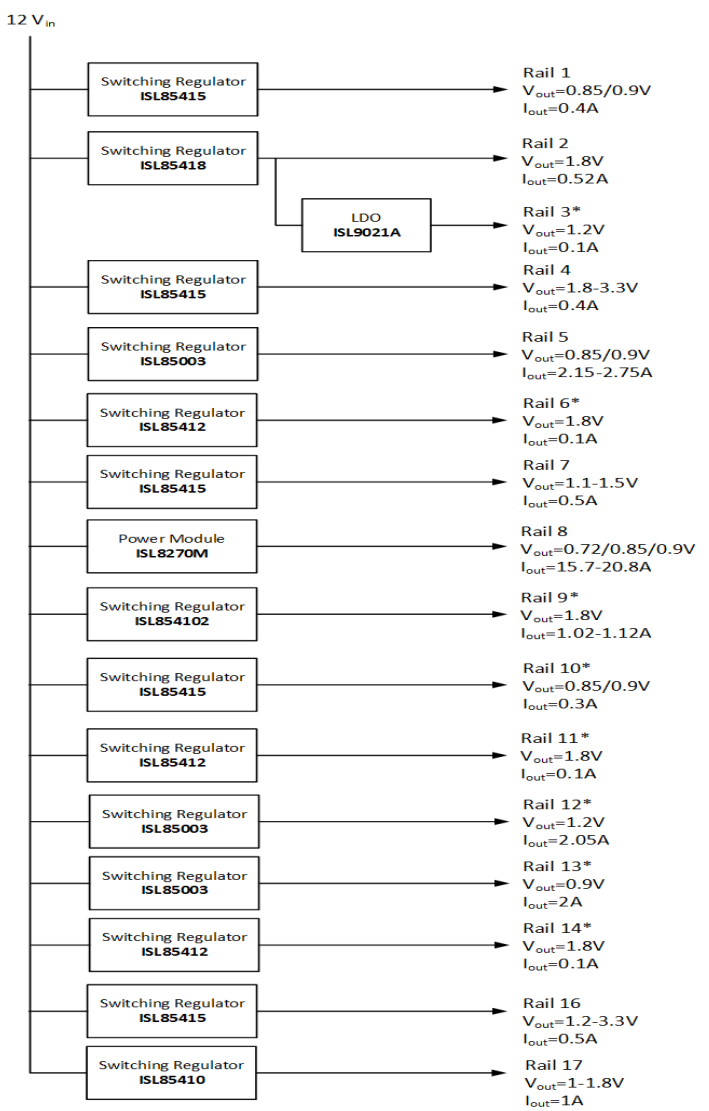 12 Vin
Switching Regulator
ISL85415
Rail 1
Vout=0.85/0.9V
Iout=0.4A
Switching Regulator
ISL85418
Rail 2
Vout=1.8V
Iout=0.52A
LDO
ISL9021A
Rail 3*
Vout=1.2V
Iout=0.1A
Switching Regulator
ISL85415
Rail 4
Vout=1.8-3.3V
Iout=0.4A
Switching Regulator
ISL85003
Rail 5
Vout=0.85/0.9V
Iout=2.15-2.75A
Switching Regulator
ISL85412
Rail 6*
Vout=1.8V
Iout=0.1A
Switching Regulator
ISL85415
Rail 7
Vout=1.1-1.5V
Iout=0.5A
Power Module
ISL8270M
Rail 8
Vout=0.72/0.85/0.9V
Iout=15.7-20.8A
Switching Regulator
ISL854102
Rail 9*
Vout=1.8V
Iout=1.02-1.12A
Switching Regulator
ISL85415
Rail 10*
Vout=0.85/0.9V
Iout=0.3A
Switching Regulator
ISL85412
Rail 11*
Vout=1.8V
Iout=0.1A
Switching Regulator
ISL85003
Rail 12*
Vout=1.2V
Iout=2.05A
Switching Regulator
ISL85003
Rail 13*
Vout=0.9V
Iout=2A
Switching Regulator
ISL85412
Rail 14*
Vout=1.8V
Iout=0.1A
Switching Regulator
ISL85415
Rail 16
Vout=1.2-3.3V
Iout=0.5A
Switching Regulator
ISL85410
Rail 17
Vout=1-1.8V
Iout=1A